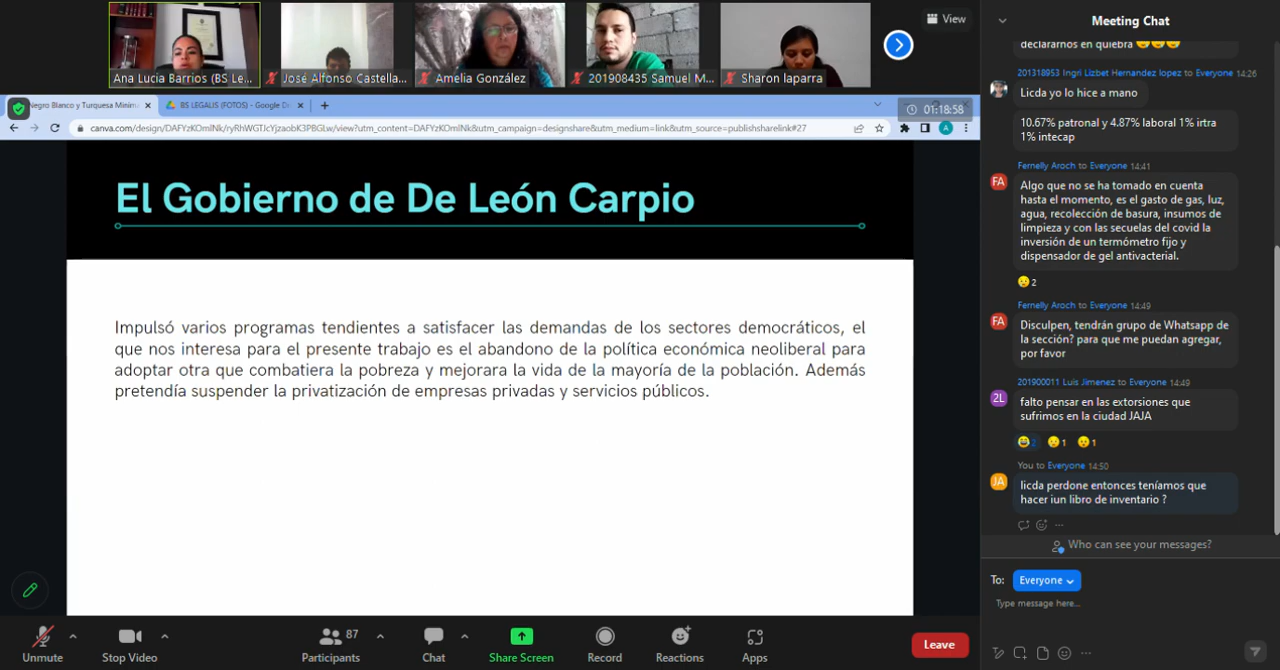 View
Ana Lucia Barrios (BS Le...
José Alfonso Castella...
Amelia González
201908435 Samuel M...
Sharon laparra
Negro Blanco y Turquesa Minim
BS LEGALIS (FOTOS) - Google D
01:18:58
canva.com/design/DAFYzKOmlNk/ryRhWGTJcYjzaobK3PBGLw/view?utm_content=DAFYzKOmlNk&utm_campaign=designshare&utm_medium=link&utm_source=publishsharelink#27
A
El Gobierno de De León Carpio
Impulsó varios programas tendientes a satisfacer las demandas de los sectores democráticos, el
que nos interesa para el presente trabajo es el abandono de la política económica neoliberal para
adoptar otra que combatiera la pobreza y mejorara la vida de la mayoría de la población. Además
pretendía suspender la privatización de empresas privadas y servicios públicos.
Unmute
Stop Video
87
Participants
Chat
Share Screen
Record
Reactions
Apps
Leave
Meeting Chat
declararnos en quiebra
201318953 Ingri Lizbet Hernandez lopez to Everyone 14:26
Licda yo lo hice a mano
10.67% patronal y 4.87% laboral 1% irtra
1% intecap
Fernelly Aroch to Everyone 14:41
FA
Algo que no se ha tomado en cuenta
hasta el momento, es el gasto de gas, luz,
agua, recolección de basura, insumos de
limpieza y con las secuelas del covid la
inversión de un termómetro fijo y
dispensador de gel antivacterial.
2
Fernelly Aroch to Everyone 14:49
FA
Disculpen, tendrán grupo de Whatsapp de
la sección? para que me puedan agregar,
por favor
201900011 Luis Jimenez to Everyone 14:49
2L
falto pensar en las extorsiones que
sufrimos en la ciudad JAJA
2 1 1
You to Everyone 14:50
JA
licda perdone entonces teníamos que
hacer iun libro de inventario ?
Who can see your messages?
To: Everyone
Type message here...